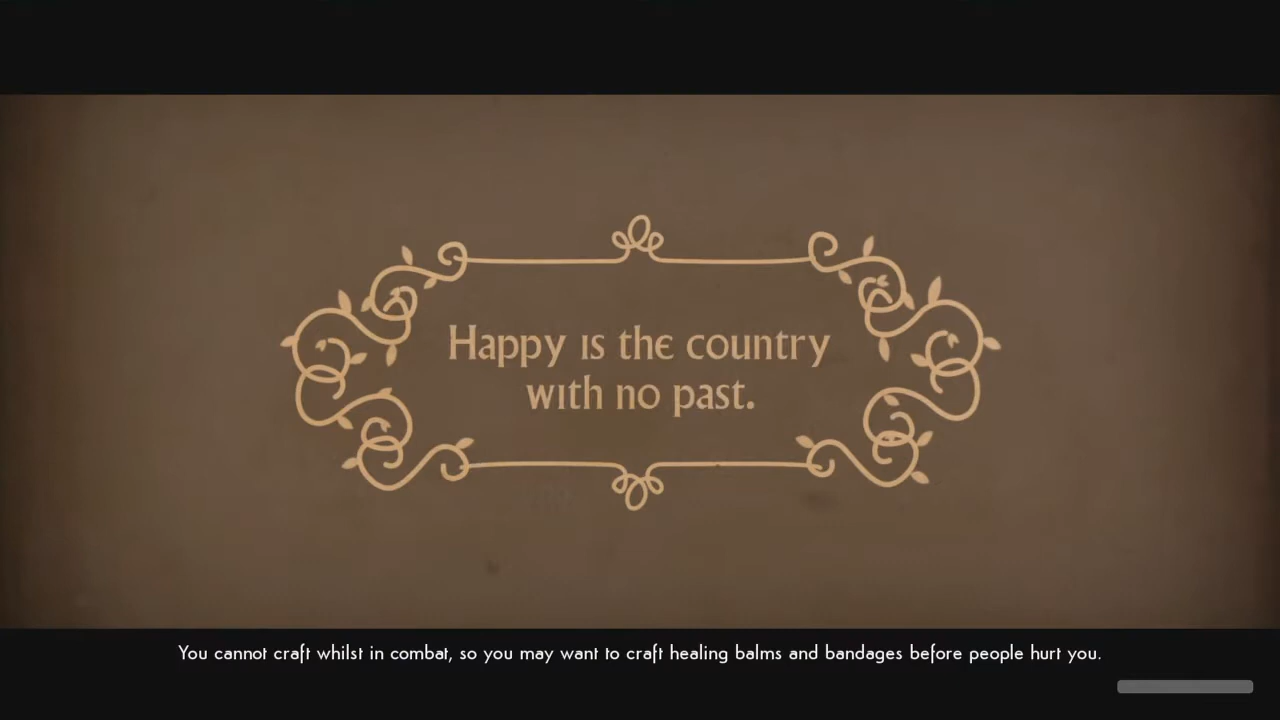 Happy is the country
with no past.
You cannot craft whilst in combat, so you may want to craft healing balms and bandages before people hurt you.